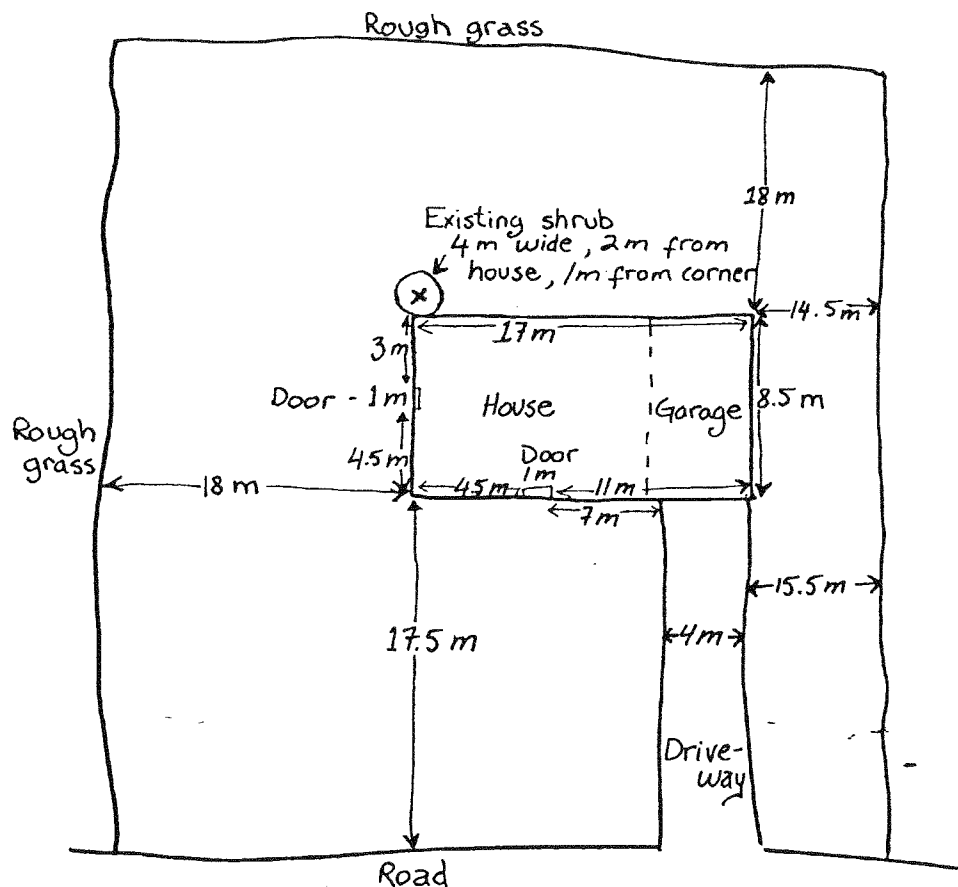 Rough grass
18 m
Existing shrub
4 m wide, 2 m from
house, 1m from corner
x
14.5 m
17 m
3 m
Door - 1 m
House
Garage
8.5 m
Rough
grass
4.5 m
Door
1 m
18 m
4.5 m
11 m
7 m
15.5 m
17.5 m
4 m
Drive-
way
Road